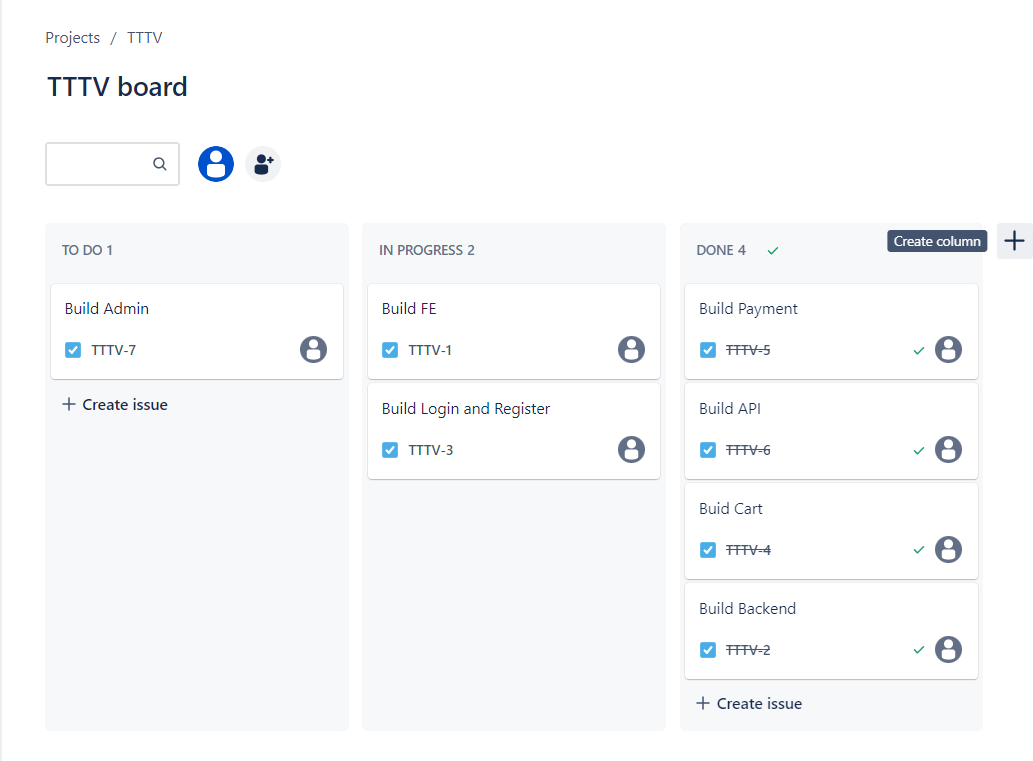 Projects / TTTV
TTTV board
TO DO 1
Build Admin
TTTV-7
+ Create issue
IN PROGRESS 2
Build FE
TTTV-1
Build Login and Register
TTTV-3
DONE 4
Create column
Build Payment
TTTV-5
Build API
TTTV-6
Buid Cart
TTTV-4
Build Backend
TTTV-2
+ Create issue